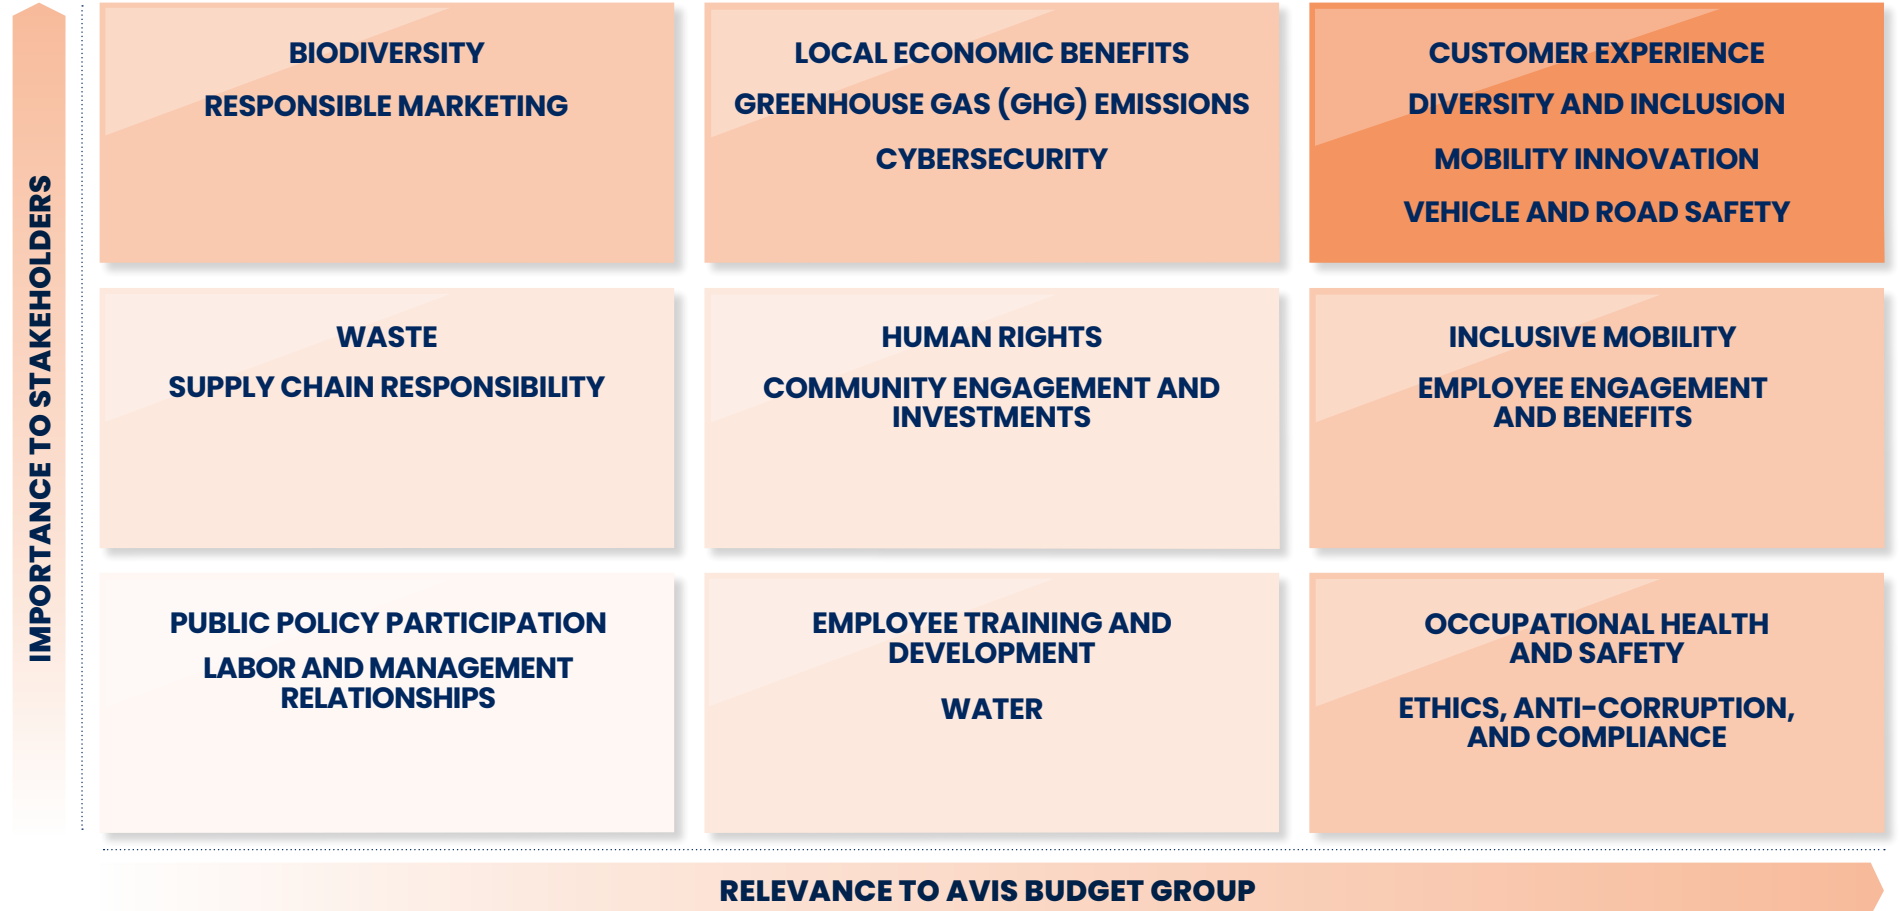 IMPORTANCE TO STAKEHOLDERS
BIODIVERSITY
RESPONSIBLE MARKETING
LOCAL ECONOMIC BENEFITS
GREENHOUSE GAS (GHG) EMISSIONS
CYBERSECURITY
CUSTOMER EXPERIENCE
DIVERSITY AND INCLUSION
MOBILITY INNOVATION
VEHICLE AND ROAD SAFETY
WASTE
SUPPLY CHAIN RESPONSIBILITY
HUMAN RIGHTS
COMMUNITY ENGAGEMENT AND
INVESTMENTS
INCLUSIVE MOBILITY
EMPLOYEE ENGAGEMENT
AND BENEFITS
PUBLIC POLICY PARTICIPATION
LABOR AND MANAGEMENT
RELATIONSHIPS
EMPLOYEE TRAINING AND
DEVELOPMENT
WATER
OCCUPATIONAL HEALTH
AND SAFETY
ETHICS, ANTI-CORRUPTION,
AND COMPLIANCE
RELEVANCE TO AVIS BUDGET GROUP